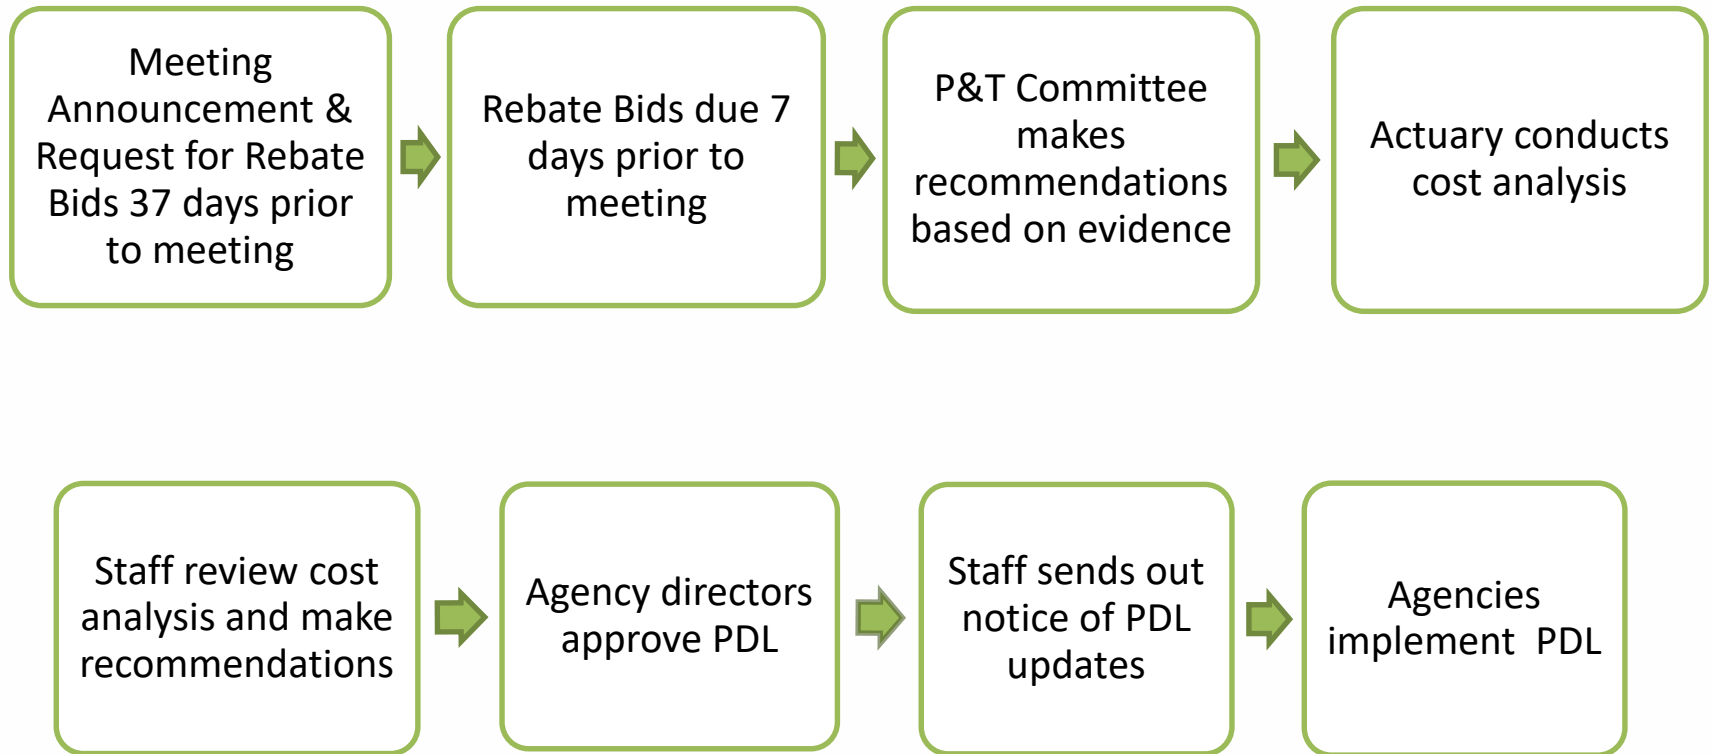 Meeting
Announcement &
Request for Rebate
Bids 37 days prior
to meeting
Rebate Bids due 7
days prior to
meeting
P&T Committee
makes
recommendations
based on evidence
Actuary conducts
cost analysis
Staff review cost
analysis and make
recommendations
Agency directors
approve PDL
Staff sends out
notice of PDL
updates
Agencies
implement  PDL